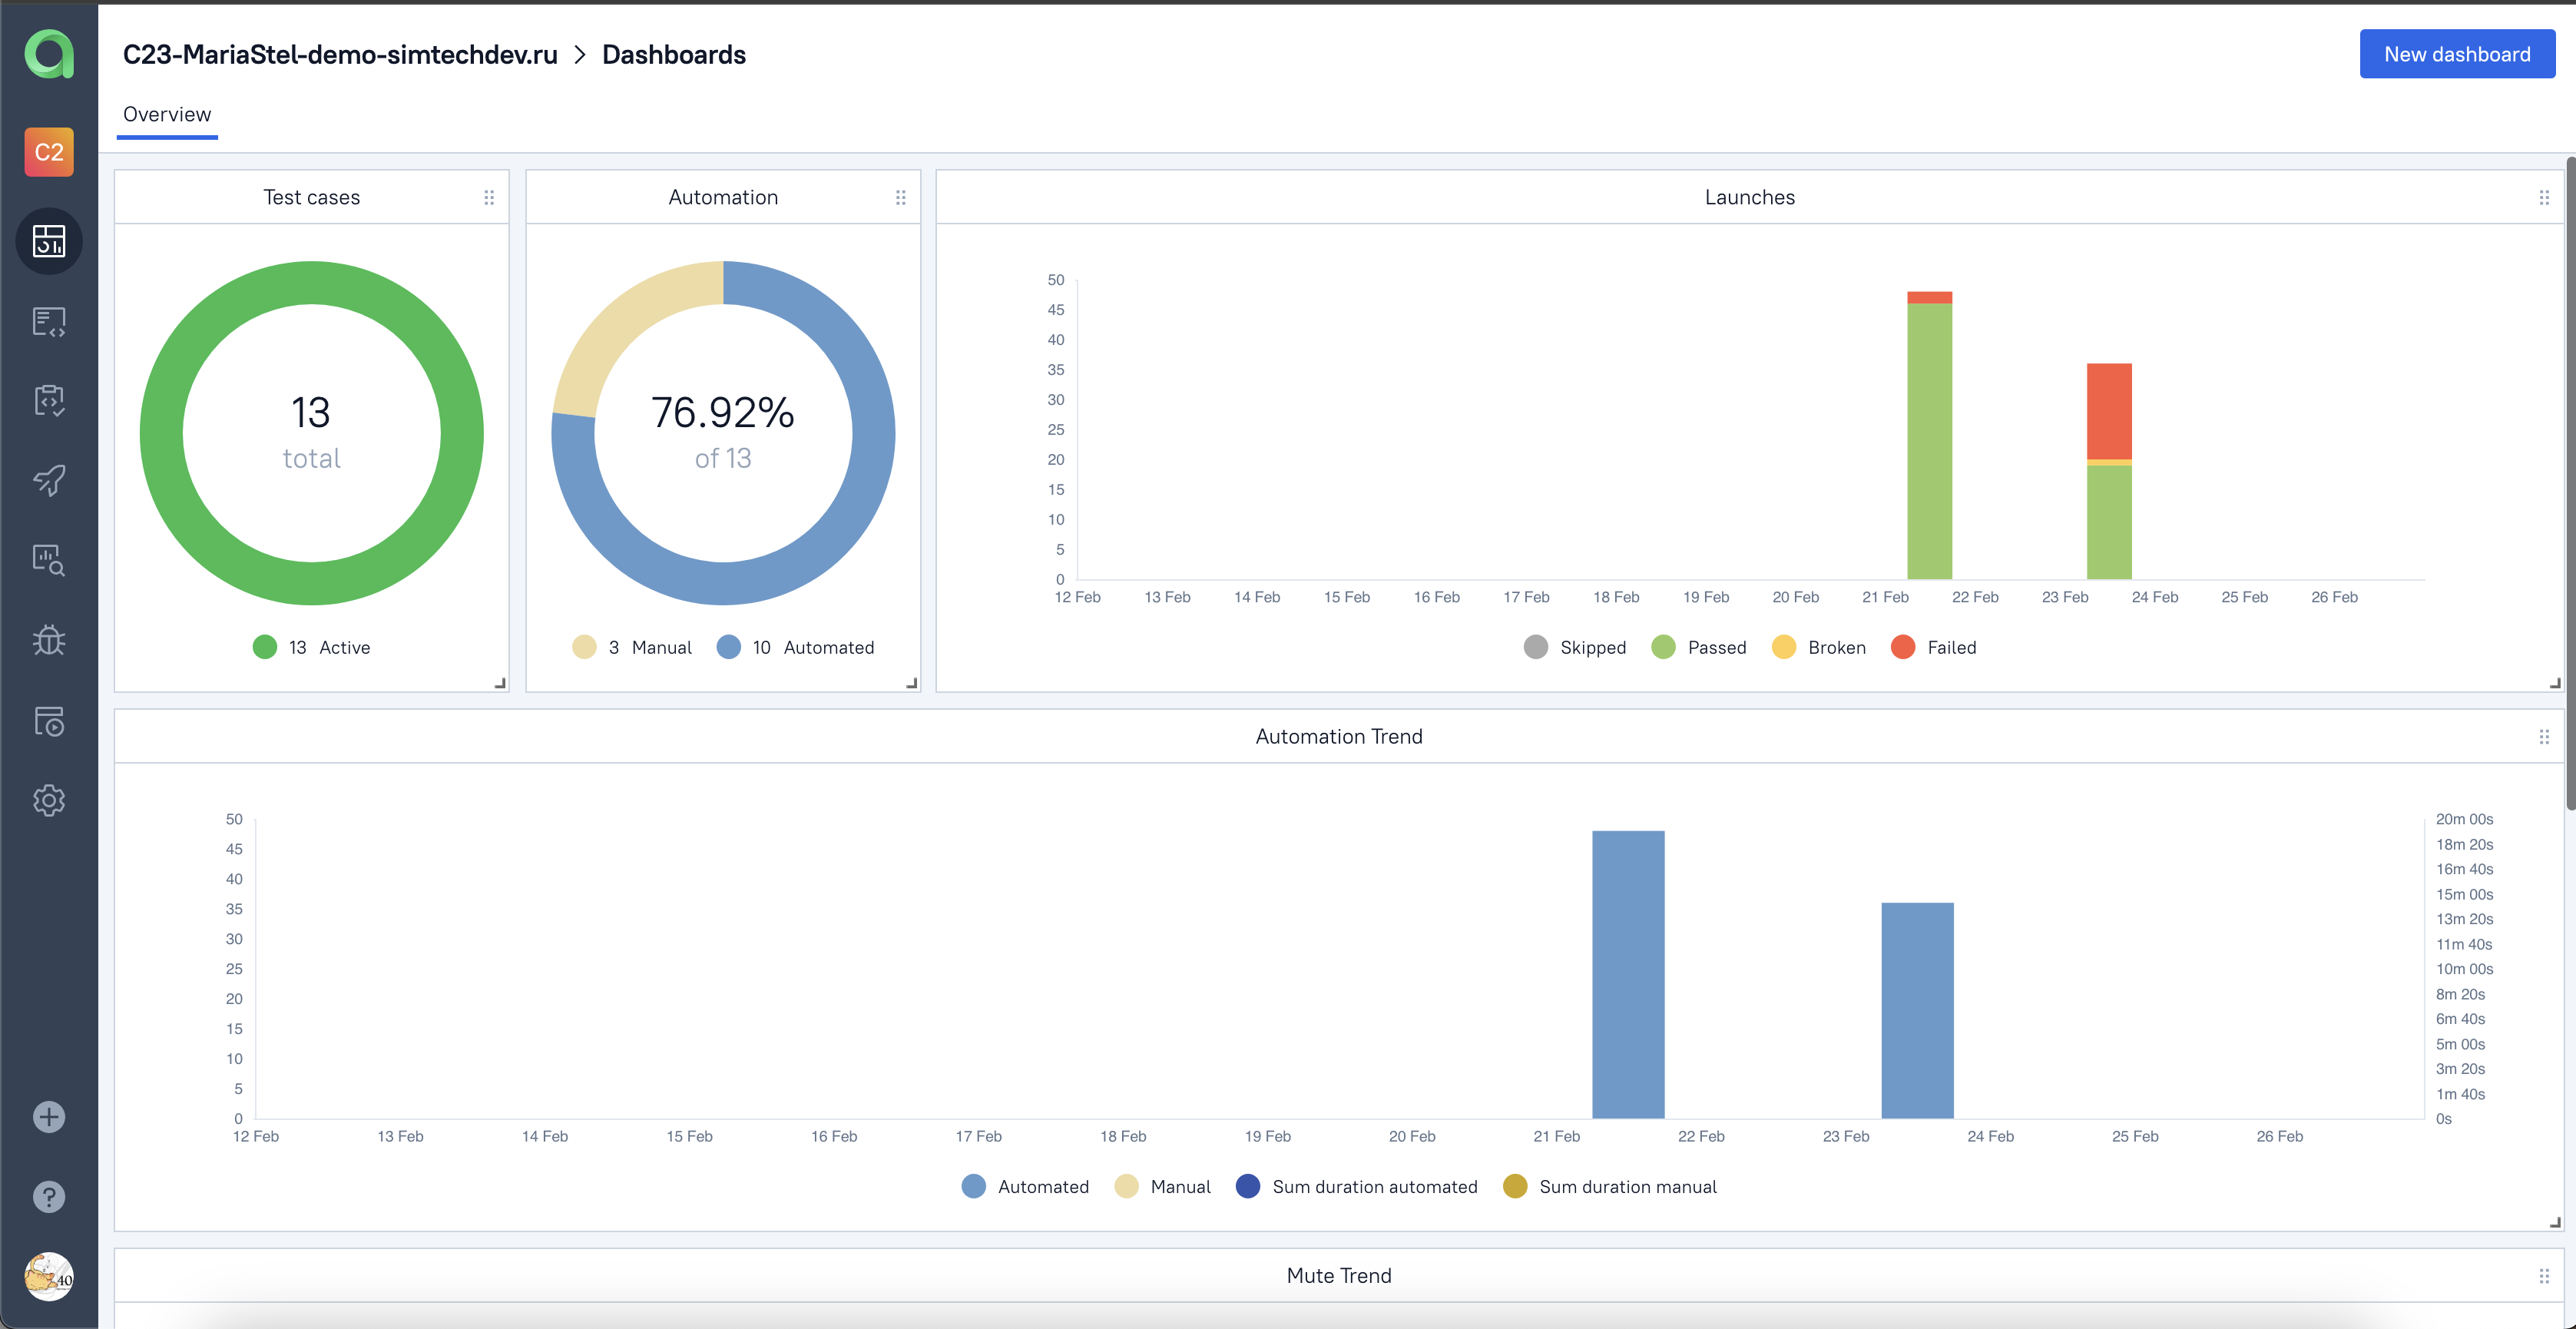 C23-MariaStel-demo-simtechdev.ru > Dashboards
New dashboard
Overview
C2
Test cases
13
total
13 Active
Automation
76.92%
of 13
3 Manual 10 Automated
Launches
50
45
40
35
30
25
20
15
10
5
0
12 Feb 13 Feb 14 Feb 15 Feb 16 Feb 17 Feb 18 Feb 19 Feb 20 Feb 21 Feb 22 Feb 23 Feb 24 Feb 25 Feb 26 Feb
Skipped Passed Broken Failed
Automation Trend
50
45
40
35
30
25
20
15
10
5
0
20m 00s
18m 20s
16m 40s
15m 00s
13m 20s
11m 40s
10m 00s
8m 20s
6m 40s
5m 00s
3m 20s
1m 40s
0s
12 Feb 13 Feb 14 Feb 15 Feb 16 Feb 17 Feb 18 Feb 19 Feb 20 Feb 21 Feb 22 Feb 23 Feb 24 Feb 25 Feb 26 Feb
Automated Manual Sum duration automated Sum duration manual
40
Mute Trend